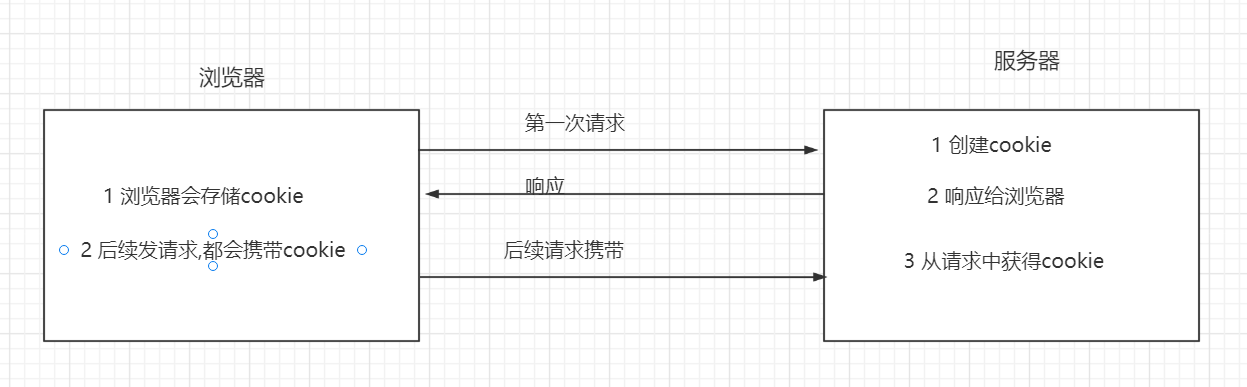 浏览器
服务器
第一次请求
1 创建cookie
1 浏览器会存储cookie
响应
2 响应给浏览器
2 后续发请求,都会携带cookie
后续请求携带
3 从请求中获得cookie